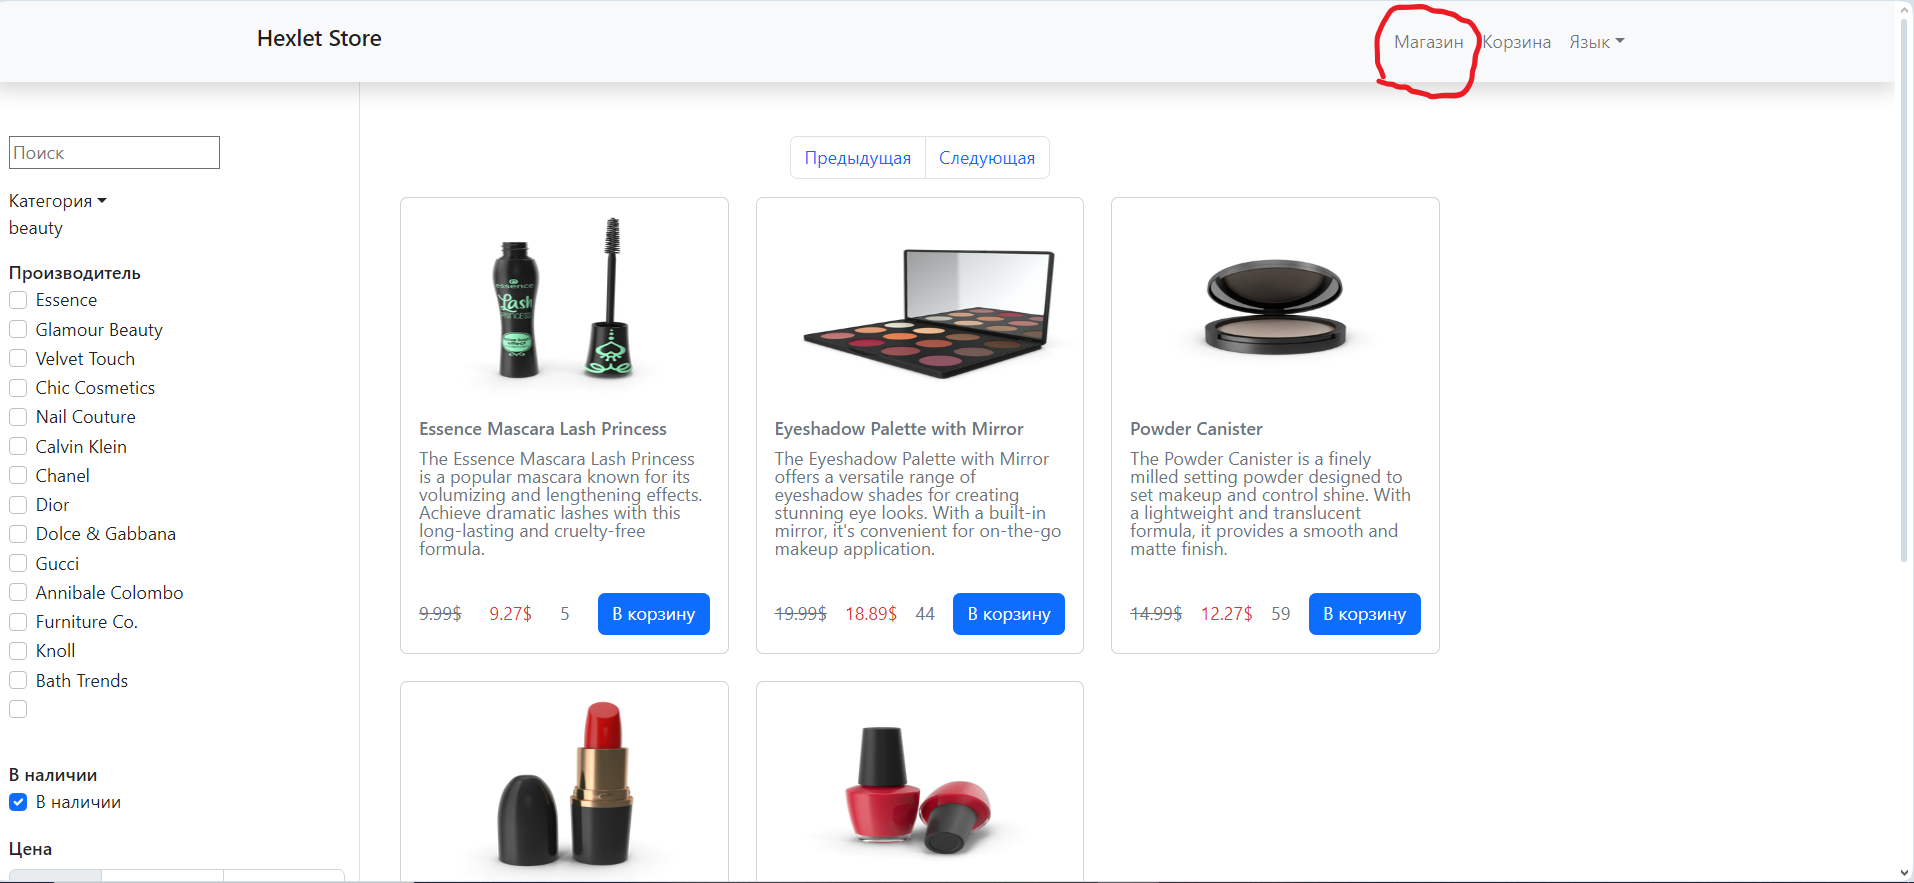 Hexlet Store
Магазин Корзина Язык
Поиск
Категория
beauty
Производитель
Essence
Glamour Beauty
Velvet Touch
Chic Cosmetics
Nail Couture
Calvin Klein
Chanel
Dior
Dolce & Gabbana
Gucci
Annibale Colombo
Furniture Co.
Knoll
Bath Trends
В наличии
В наличии
Цена
Предыдущая Следующая
essence
Lash
PRINCESS
Essence Mascara Lash Princess
The Essence Mascara Lash Princess
is a popular mascara known for its
volumizing and lengthening effects.
Achieve dramatic lashes with this
long-lasting and cruelty-free
formula.
9.99$ 9.27$ 5 В корзину
Eyeshadow Palette with Mirror
The Eyeshadow Palette with Mirror
offers a versatile range of
eyeshadow shades for creating
stunning eye looks. With a built-in
mirror, it's convenient for on-the-go
makeup application.
19.99$ 18.89$ 44 В корзину
Powder Canister
The Powder Canister is a finely
milled setting powder designed to
set makeup and control shine. With
a lightweight and translucent
formula, it provides a smooth and
matte finish.
14.99$ 12.27$ 59 В корзину